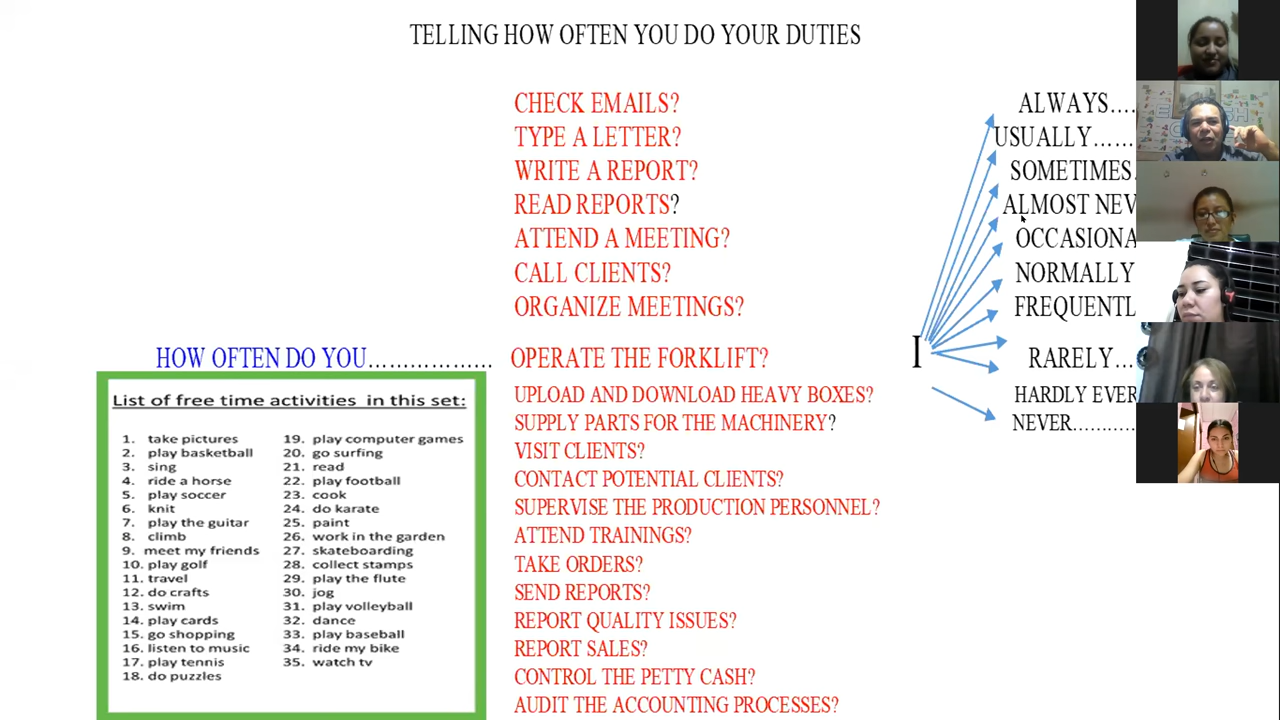 TELLING HOW OFTEN YOU DO YOUR DUTIES
CHECK EMAILS?
TYPE A LETTER?
WRITE A REPORT?
READ REPORTS?
ATTEND A MEETING?
CALL CLIENTS?
ORGANIZE MEETINGS?
HOW OFTEN DO YOU.................. OPERATE THE FORKLIFT?
UPLOAD AND DOWNLOAD HEAVY BOXES?
SUPPLY PARTS FOR THE MACHINERY?
VISIT CLIENTS?
CONTACT POTENTIAL CLIENTS?
SUPERVISE THE PRODUCTION PERSONNEL?
ATTEND TRAININGS?
TAKE ORDERS?
SEND REPORTS?
REPORT QUALITY ISSUES?
REPORT SALES?
CONTROL THE PETTY CASH?
AUDIT THE ACCOUNTING PROCESSES?
I
ALWAYS....
USUALLY......
SOMETIMES.
ALMOST NEV
OCCASIONA
NORMALLY
FREQUENTL
RARELY...
HARDLY EVER
NEVER.........
List of free time activities in this set:
1. take pictures
2. play basketball
3. sing
4. ride a horse
5. play soccer
6. knit
7. play the guitar
8. climb
9. meet my friends
10. play golf
11. travel
12. do crafts
13. swim
14. play cards
15. go shopping
16. listen to music
17. play tennis
18. do puzzles
19. play computer games
20. go surfing
21. read
22. play football
23. cook
24. do karate
25. paint
26. work in the garden
27. skateboarding
28. collect stamps
29. play the flute
30. jog
31. play volleyball
32. dance
33. play baseball
34. ride my bike
35. watch tv